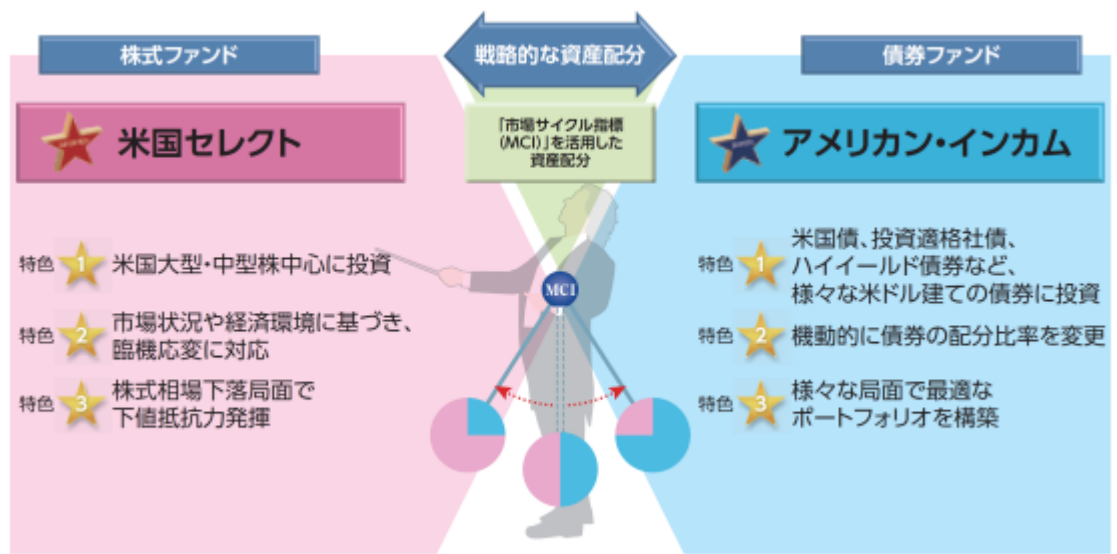 株式ファンド
戦略的な資産配分
債券ファンド
米国セレクト
「市場サイクル指標
(MCI)」を活用した
資産配分
アメリカン・インカム
特色 1 米国大型・中型株中心に投資
特色 2 市場状況や経済環境に基づき、
臨機応変に対応
特色 3 株式相場下落局面で
下値抵抗力発揮
MCI
特色 1 米国債、投資適格社債、
ハイイールド債券など、
様々な米ドル建ての債券に投資
特色 2 機動的に債券の配分比率を変更
特色 3 様々な局面で最適な
ポートフォリオを構築